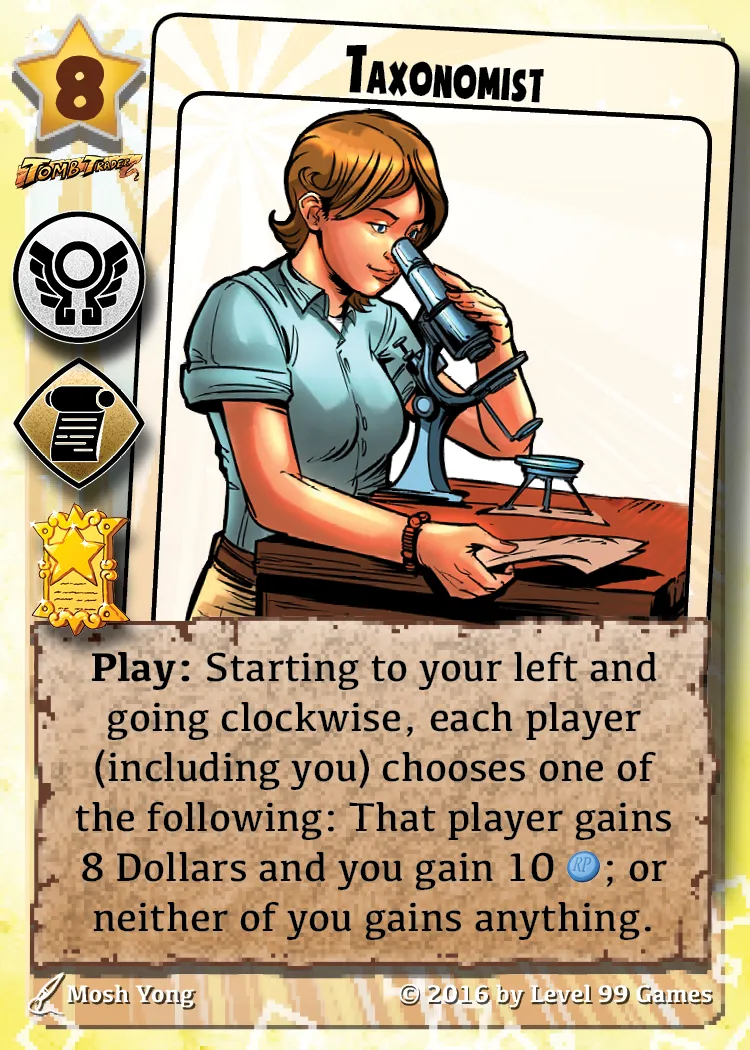 8
Taxonomist
Tomb Trader
Play: Starting to your left and
going clockwise, each player
(including you) chooses one of
the following: That player gains
8 Dollars and you gain 10 RP; or
neither of you gains anything.
Mosh Yong
© 2016 by Level 99 Games